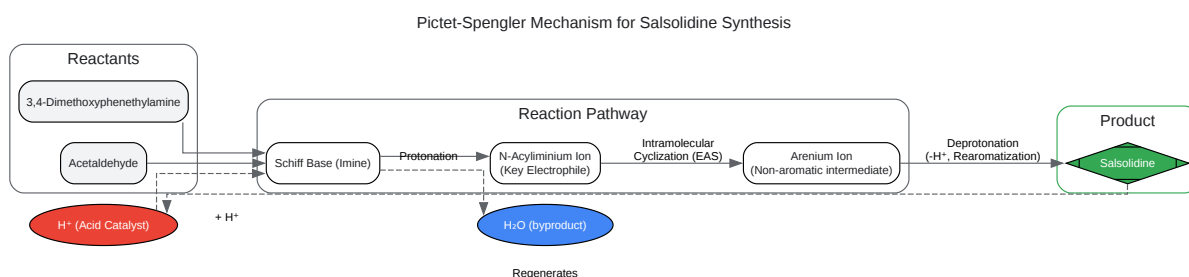 Pictet-Spengler Mechanism for Salsolidine Synthesis
Reactants
3,4-Dimethoxyphenethylamine
Acetaldehyde
Reaction Pathway
Schiff Base (Imine)
Protonation
N-Acyliminium Ion
(Key Electrophile)
Intramolecular
Cyclization (EAS)
Arenium Ion
(Non-aromatic intermediate)
Deprotonation
(-H⁺, Rearomatization)
Product
Salsolidine
H⁺ (Acid Catalyst)
+ H⁺
H₂O (byproduct)
Regenerates